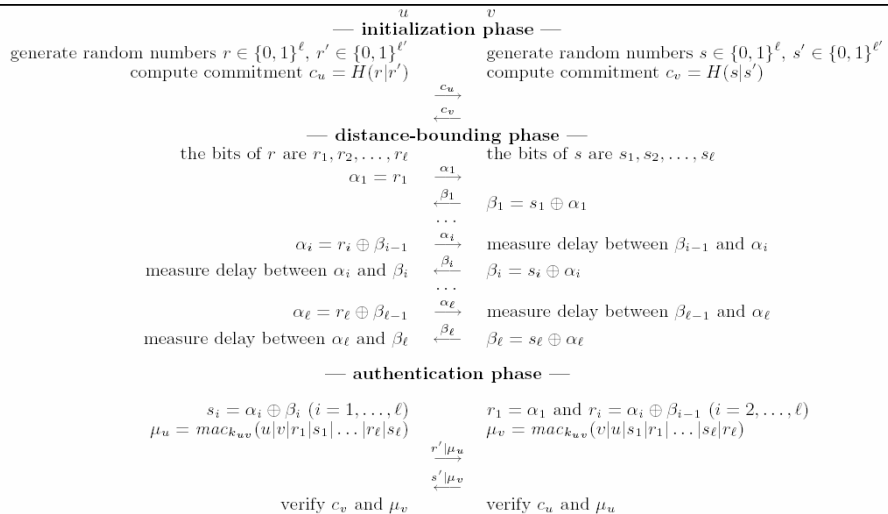 u v
— initialization phase —
generate random numbers r ∈ {0, 1}^ℓ, r′ ∈ {0, 1}^ℓ′ generate random numbers s ∈ {0, 1}^ℓ, s′ ∈ {0, 1}^ℓ′
compute commitment c_u = H(r|r′) compute commitment c_v = H(s|s′)
c_u →
c_v ←
— distance-bounding phase —
the bits of r are r_1, r_2, . . . , r_ℓ the bits of s are s_1, s_2, . . . , s_ℓ
α_1 = r_1 α_1 →
β_1 ← β_1 = s_1 ⊕ α_1
. . .
α_i = r_i ⊕ β_{i−1} α_i → measure delay between β_{i−1} and α_i
measure delay between α_i and β_i β_i ← β_i = s_i ⊕ α_i
. . .
α_ℓ = r_ℓ ⊕ β_{ℓ−1} α_ℓ → measure delay between β_{ℓ−1} and α_ℓ
measure delay between α_ℓ and β_ℓ β_ℓ ← β_ℓ = s_ℓ ⊕ α_ℓ
— authentication phase —
s_i = α_i ⊕ β_i (i = 1, . . . , ℓ) r_1 = α_1 and r_i = α_i ⊕ β_{i−1} (i = 2, . . . , ℓ)
μ_u = mac_{k_{uv}}(u|v|r_1|s_1| . . . |r_ℓ|s_ℓ) μ_v = mac_{k_{uv}}(v|u|s_1|r_1| . . . |s_ℓ|r_ℓ)
r′|μ_u →
s′|μ_v ←
verify c_v and μ_v verify c_u and μ_u